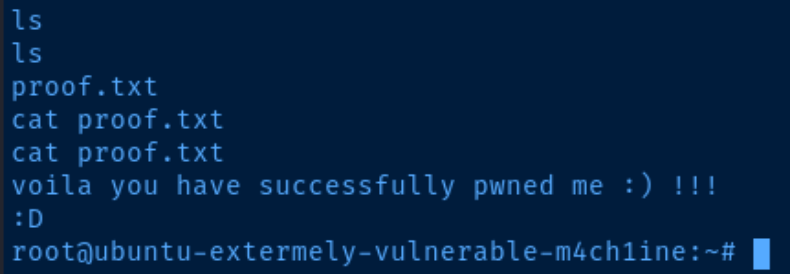 ls
ls
proof.txt
cat proof.txt
cat proof.txt
voila you have successfully pwned me :) !!!
:D
root@ubuntu-extermely-vulnerable-m4ch1ine:~#